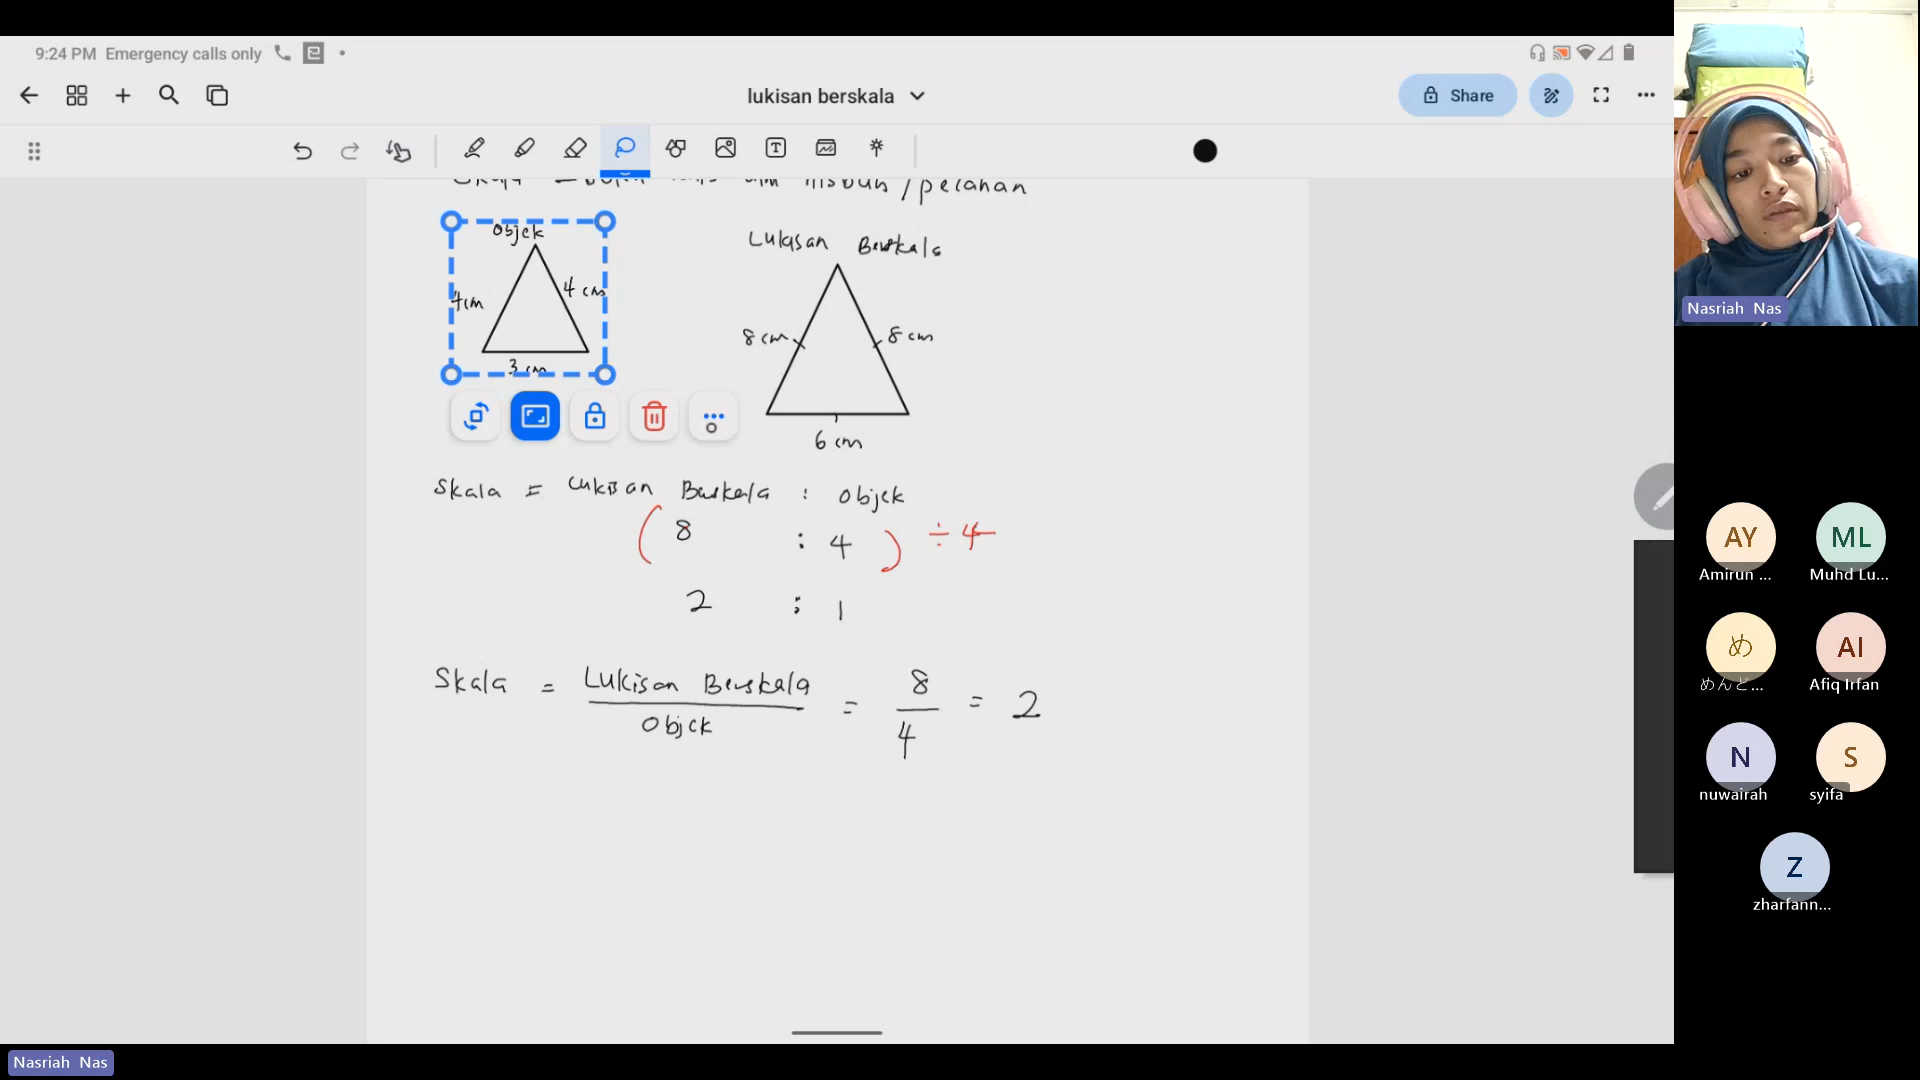 9:24 PM Emergency calls only
lukisan berskala
Share
Objek
4cm
4 cm
3 cm
Lukisan Berskala
8 cm
8 cm
6 cm
Skala = Lukisan Berskala : Objek
( 8 : 4 ) ÷ 4
2 : 1
Skala = Lukisan Berskala = 8 = 2
Objek 4
Nasriah Nas
AY
Amirun ...
ML
Muhd Lu...
め
めんど...
AI
Afiq Irfan
N
nuwairah
S
syifa
Z
zharfann...
Nasriah Nas